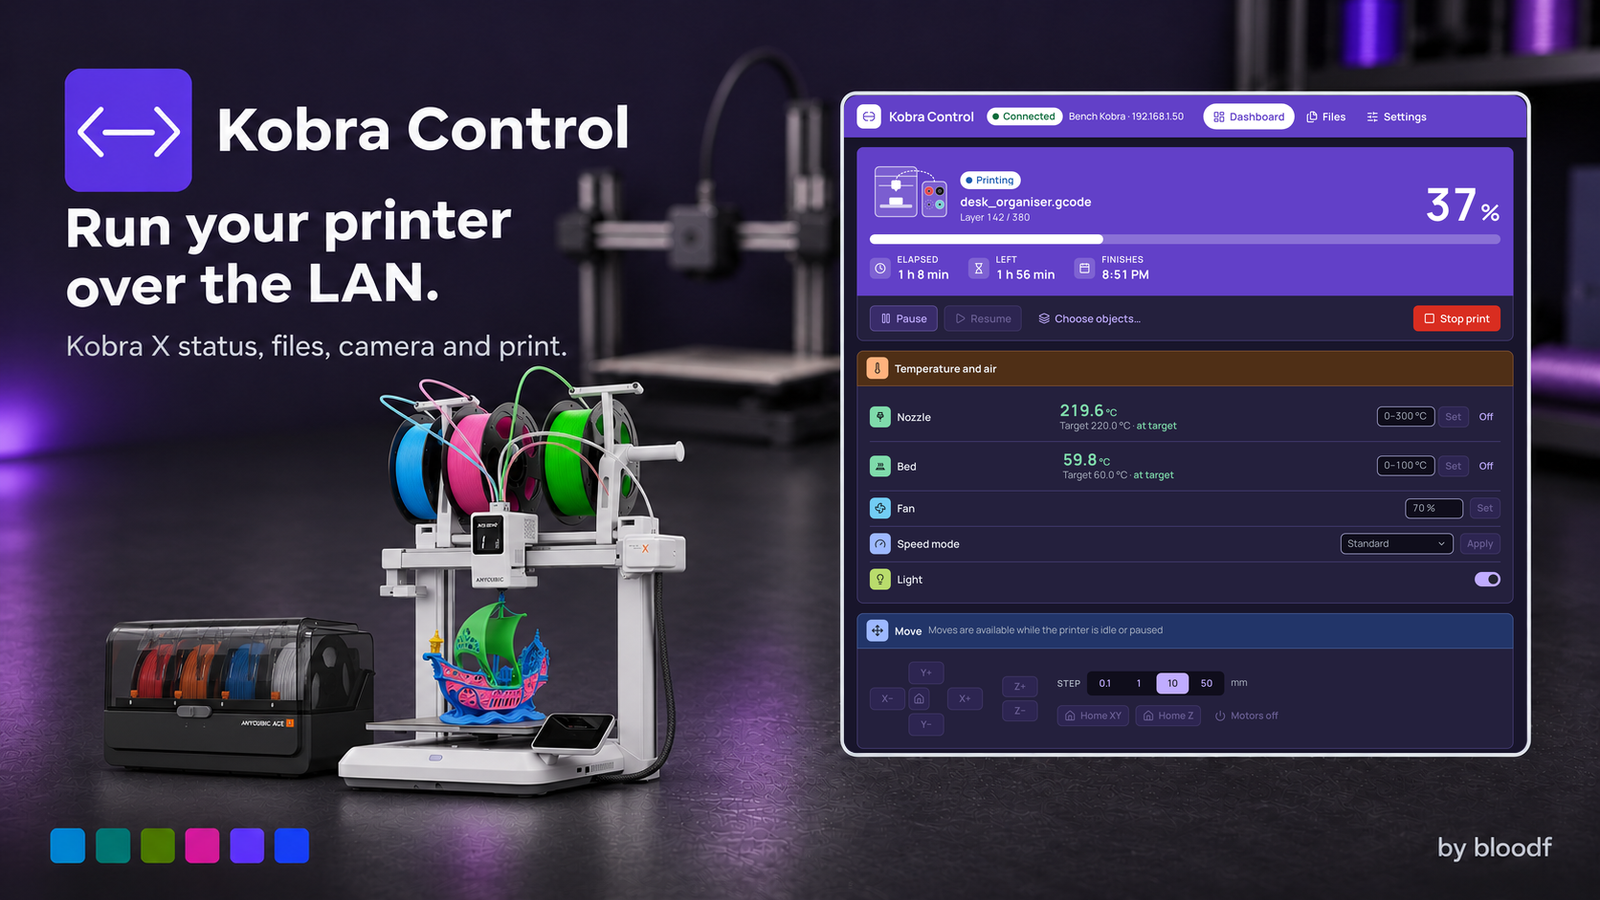 Kobra Control
Run your printer
over the LAN.
Kobra X status, files, camera and print.
ANYCUBIC
X
ANYCUBIC ACE
by bloodf
Kobra Control
Connected
Bench Kobra · 192.168.1.50
Dashboard
Files
Settings
Printing
desk_organiser.gcode
Layer 142 / 380
37 %
ELAPSED
1 h 8 min
LEFT
1 h 56 min
FINISHES
8:51 PM
Pause
Resume
Choose objects...
Stop print
Temperature and air
Nozzle
219.6 °C
Target 220.0 °C · at target
0–300 °C
Set
Off
Bed
59.8 °C
Target 60.0 °C · at target
0–100 °C
Set
Off
Fan
70 %
Set
Speed mode
Standard
Apply
Light
Move
Moves are available while the printer is idle or paused
Y+
X−
X+
Y−
Z+
Z−
STEP
0.1
1
10
50
mm
Home XY
Home Z
Motors off